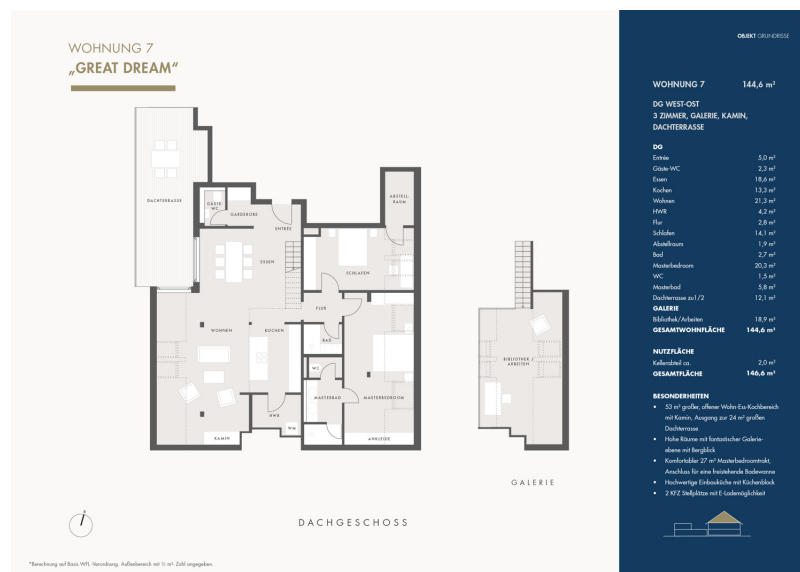 WOHNUNG 7
„GREAT DREAM“
DACHTERRASSE
GÄSTE-
WC
GARDEROBE
ENTRÉE
ABSTELL-
RAUM
ESSEN
SCHLAFEN
FLUR
WOHNEN
KOCHEN
BAD
WC
MASTERBAD
MASTERBEDROOM
HWR
WM
KAMIN
ANKLEIDE
BIBLIOTHEK /
ARBEITEN
GALERIE
DACHGESCHOSS
*Berechnung auf Basis WFL.-Verordnung. Außenbereich mit ½ m²- Zahl angegeben.
OBJEKT GRUNDRISSE
WOHNUNG 7 144,6 m²
DG WEST-OST
3 ZIMMER, GALERIE, KAMIN,
DACHTERRASSE
DG
Entrée 5,0 m²
Gäste-WC 2,3 m²
Essen 18,6 m²
Kochen 13,3 m²
Wohnen 21,3 m²
HWR 4,2 m²
Flur 2,8 m²
Schlafen 14,1 m²
Abstellraum 1,9 m²
Bad 2,7 m²
Masterbedroom 20,3 m²
WC 1,5 m²
Masterbad 5,8 m²
Dachterrasse zu1/2 12,1 m²
GALERIE
Bibliothek/Arbeiten 18,9 m²
GESAMTWOHNFLÄCHE 144,6 m²
NUTZFLÄCHE
Kellerabteil ca. 2,0 m²
GESAMTFLÄCHE 146,6 m²
BESONDERHEITEN
• 53 m² großer, offener Wohn-Ess-Kochbereich
mit Kamin, Ausgang zur 24 m² großen
Dachterrasse
• Hohe Räume mit fantastischer Galerie-
ebene mit Bergblick
• Komfortabler 27 m² Masterbedroomtrakt,
Anschluss für eine freistehende Badewanne
• Hochwertige Einbauküche mit Küchenblock
• 2 KFZ Stellplätze mit E-Lademöglichkeit